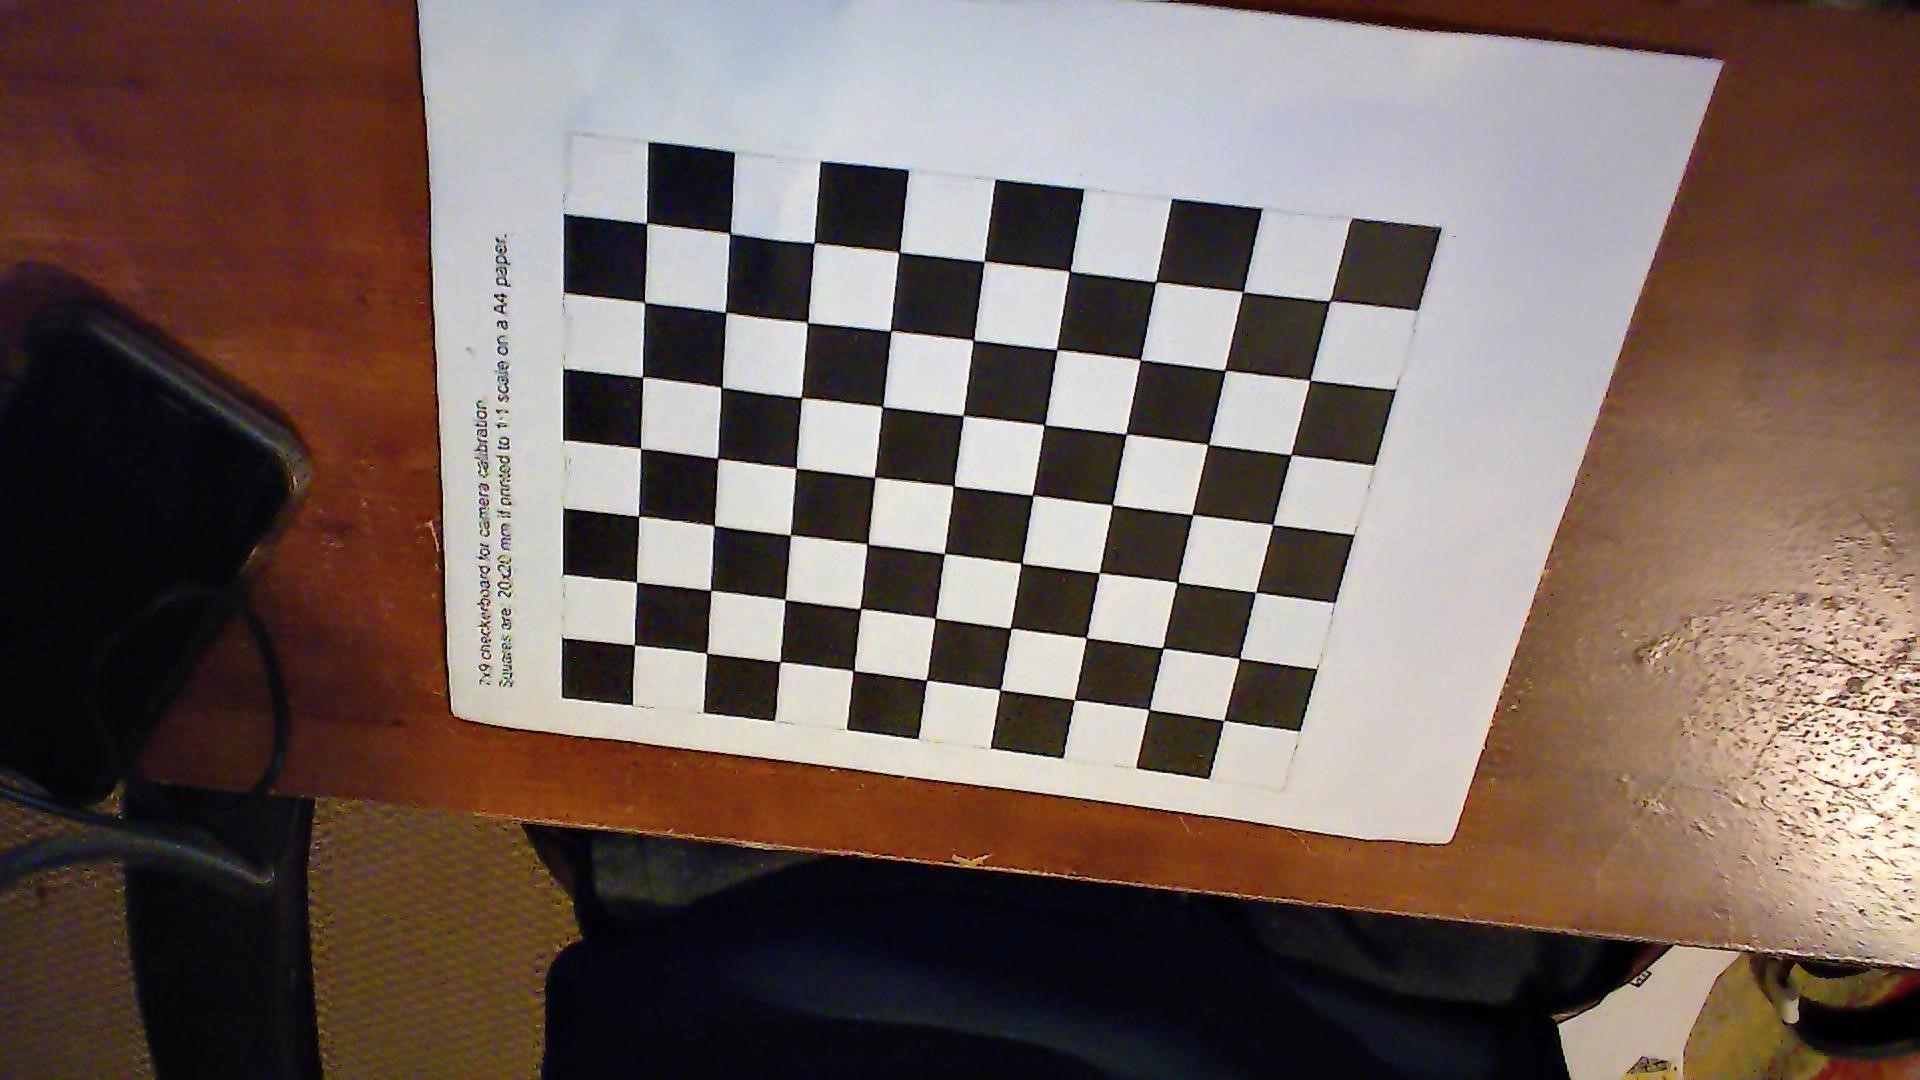 7x9 checkerboard for camera calibration.
Squares are: 20x20 mm if printed to 1:1 scale on a A4 paper.